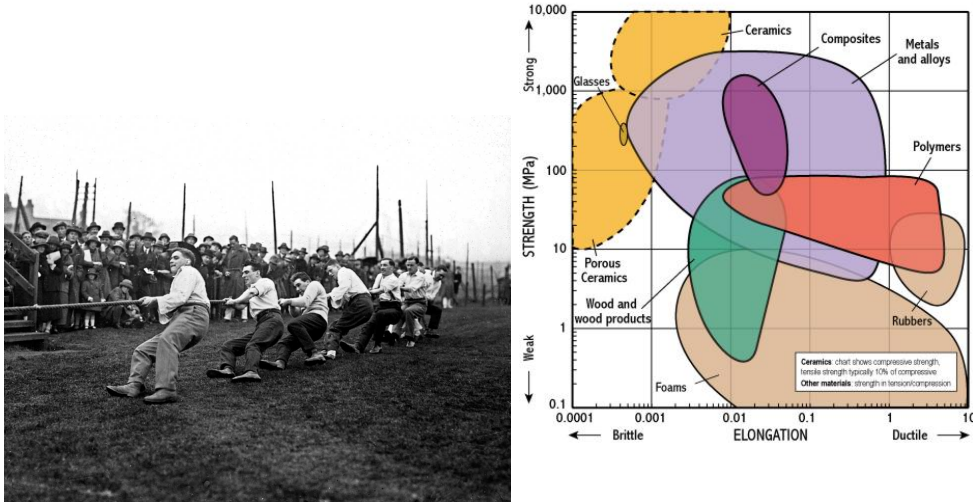 10,000
1,000
100
10
1
0.1
STRENGTH (MPa)
Strong
Weak
Ceramics
Composites
Metals
and alloys
Glasses
Polymers
Porous
Ceramics
Wood and
wood products
Rubbers
Foams
Ceramics: chart shows compressive strength,
tensile strength typically 10% of compressive
Other materials: strength in tension/compression
0.0001
0.001
0.01
0.1
1
10
Brittle
ELONGATION
Ductile